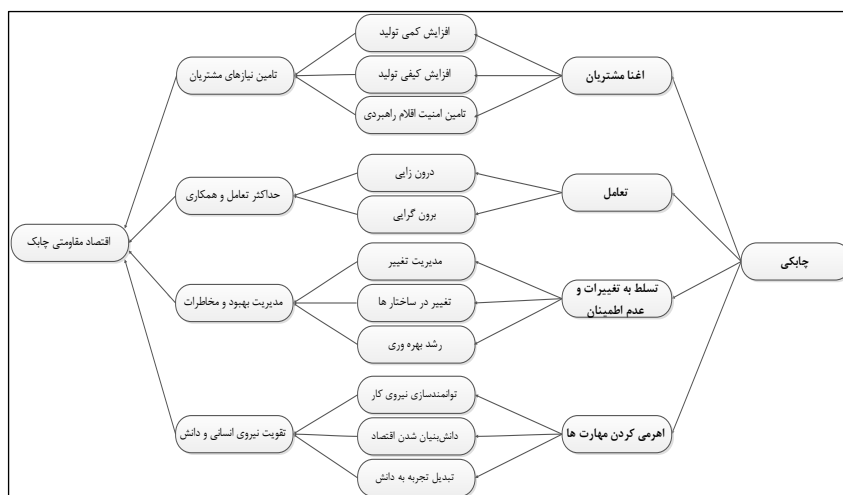 چابکی
اغنا مشتریان
تعامل
تسلط به تغییرات و
عدم اطمینان
اهرمی کردن مهارت ها
افزایش کمی تولید
افزایش کیفی تولید
تامین امنیت اقلام راهبردی
درون زایی
برون گرایی
مدیریت تغییر
تغییر در ساختار ها
رشد بهره وری
توانمندسازی نیروی کار
دانش‌بنیان شدن اقتصاد
تبدیل تجربه به دانش
تامین نیازهای مشتریان
حداکثر تعامل و همکاری
مدیریت بهبود و مخاطرات
تقویت نیروی انسانی و دانش
اقتصاد مقاومتی چابک